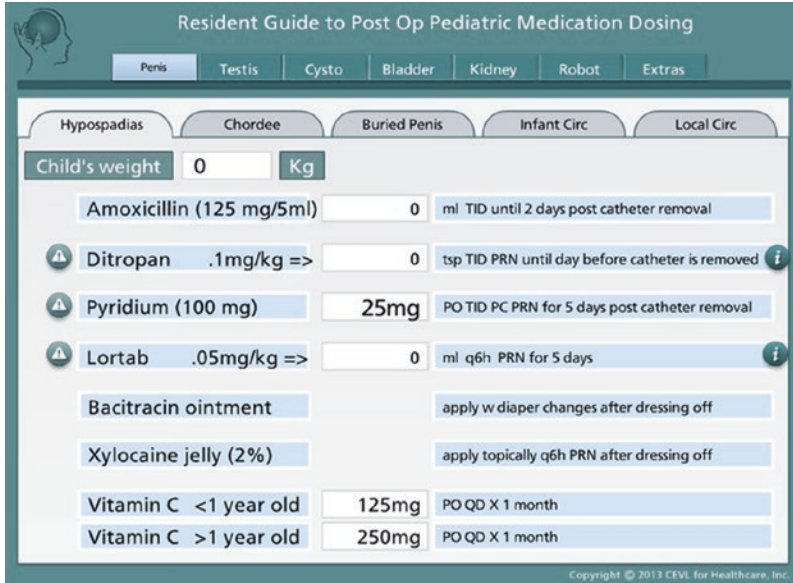 Resident Guide to Post Op Pediatric Medication Dosing
Penis Testis Cysto Bladder Kidney Robot Extras
Hypospadias Chordee Buried Penis Infant Circ Local Circ
Child's weight 0 Kg
Amoxicillin (125 mg/5ml) 0 ml TID until 2 days post catheter removal
Ditropan .1mg/kg => 0 tsp TID PRN until day before catheter is removed i
Pyridium (100 mg) 25mg PO TID PC PRN for 5 days post catheter removal
Lortab .05mg/kg => 0 ml q6h PRN for 5 days i
Bacitracin ointment apply w diaper changes after dressing off
Xylocaine jelly (2%) apply topically q6h PRN after dressing off
Vitamin C <1 year old 125mg PO QD X 1 month
Vitamin C >1 year old 250mg PO QD X 1 month
Copyright © 2013 CEVL for Healthcare, Inc.